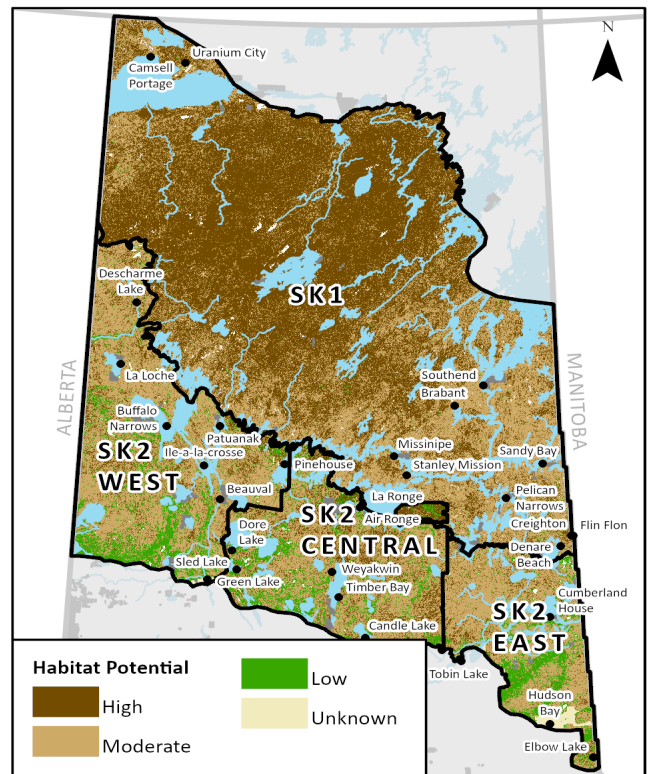 N
Uranium City
Camsell
Portage
Descharme
Lake
SK1
ALBERTA
MANITOBA
La Loche
Southend
Brabant
Buffalo
Narrows
Patuanak
Missinipe
Sandy Bay
SK2
WEST
Ile-a-la-crosse
Pinehouse
Stanley Mission
Beauval
La Ronge
Pelican
Narrows
SK2
CENTRAL
Air Ronge
Creighton
Flin Flon
Dore
Lake
Denare
Beach
Sled Lake
Weyakwin
Green Lake
Timber Bay
Cumberland
House
SK2
EAST
Candle Lake
Tobin Lake
Hudson
Bay
Elbow Lake
Habitat Potential
High
Moderate
Low
Unknown